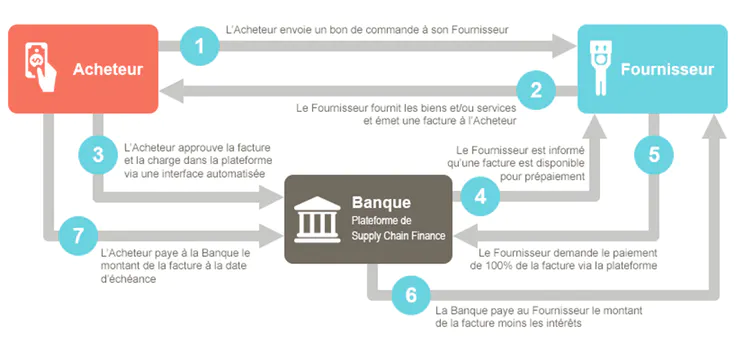 1
L'Acheteur envoie un bon de commande à son Fournisseur
Acheteur
Fournisseur
2
Le Fournisseur fournit les biens et/ou services
et émet une facture à l'Acheteur
3
L'Acheteur approuve la facture
et la charge dans la plateforme
via une interface automatisée
Le Fournisseur est informé
qu'une facture est disponible
pour prépaiement
5
Banque
Plateforme de
Supply Chain Finance
4
7
L'Acheteur paye à la Banque le
montant de la facture à la date
d'échéance
Le Fournisseur demande le paiement
de 100% de la facture via la plateforme
6
La Banque paye au Fournisseur le montant
de la facture moins les intérêts